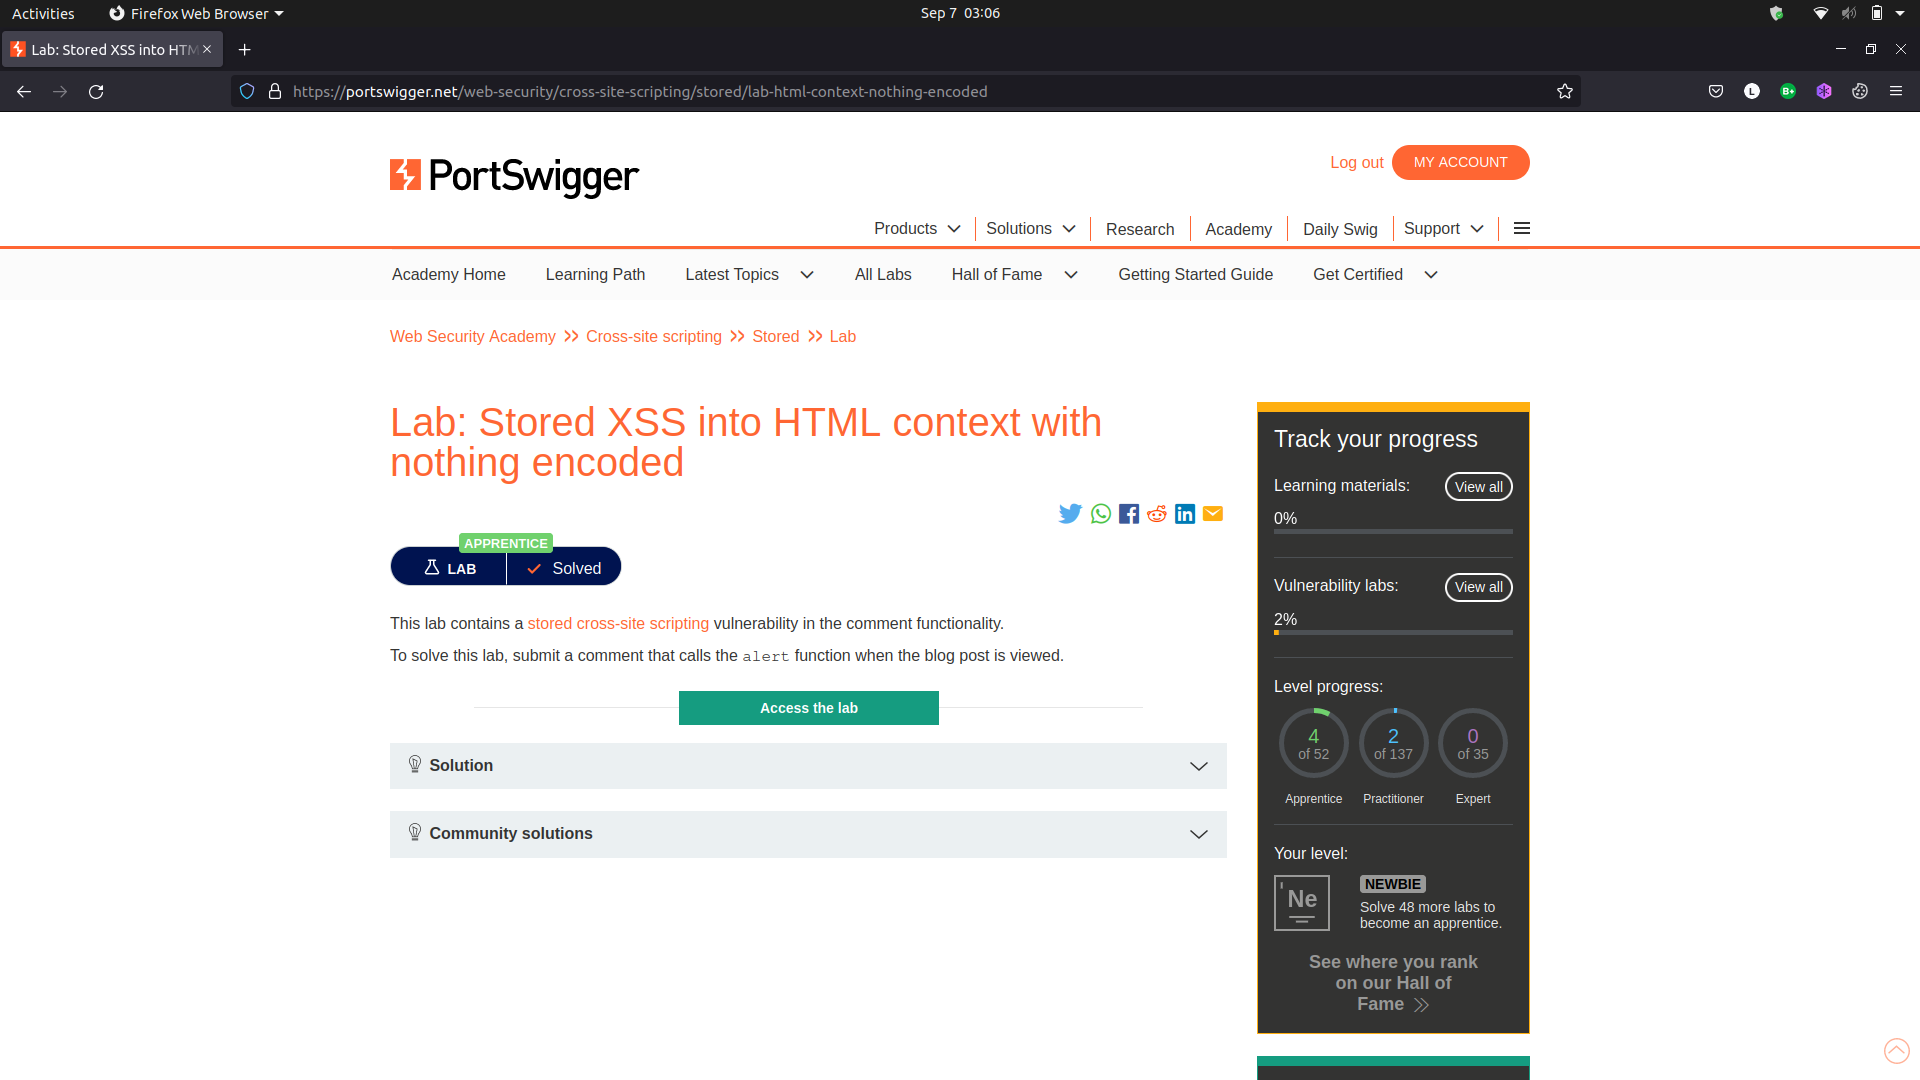 Activities
Firefox Web Browser
Sep 7 03:06
Lab: Stored XSS into HTM
https://portswigger.net/web-security/cross-site-scripting/stored/lab-html-context-nothing-encoded
L
B+
PortSwigger
Log out
MY ACCOUNT
Products
Solutions
Research
Academy
Daily Swig
Support
Academy Home
Learning Path
Latest Topics
All Labs
Hall of Fame
Getting Started Guide
Get Certified
Web Security Academy
Cross-site scripting
Stored
Lab
Lab: Stored XSS into HTML context with
nothing encoded
APPRENTICE
LAB
Solved
This lab contains a stored cross-site scripting vulnerability in the comment functionality.
To solve this lab, submit a comment that calls the alert function when the blog post is viewed.
Access the lab
Solution
Community solutions
Track your progress
Learning materials:
View all
0%
Vulnerability labs:
View all
2%
Level progress:
4
of 52
2
of 137
0
of 35
Apprentice
Practitioner
Expert
Your level:
Ne
NEWBIE
Solve 48 more labs to
become an apprentice.
See where you rank
on our Hall of
Fame